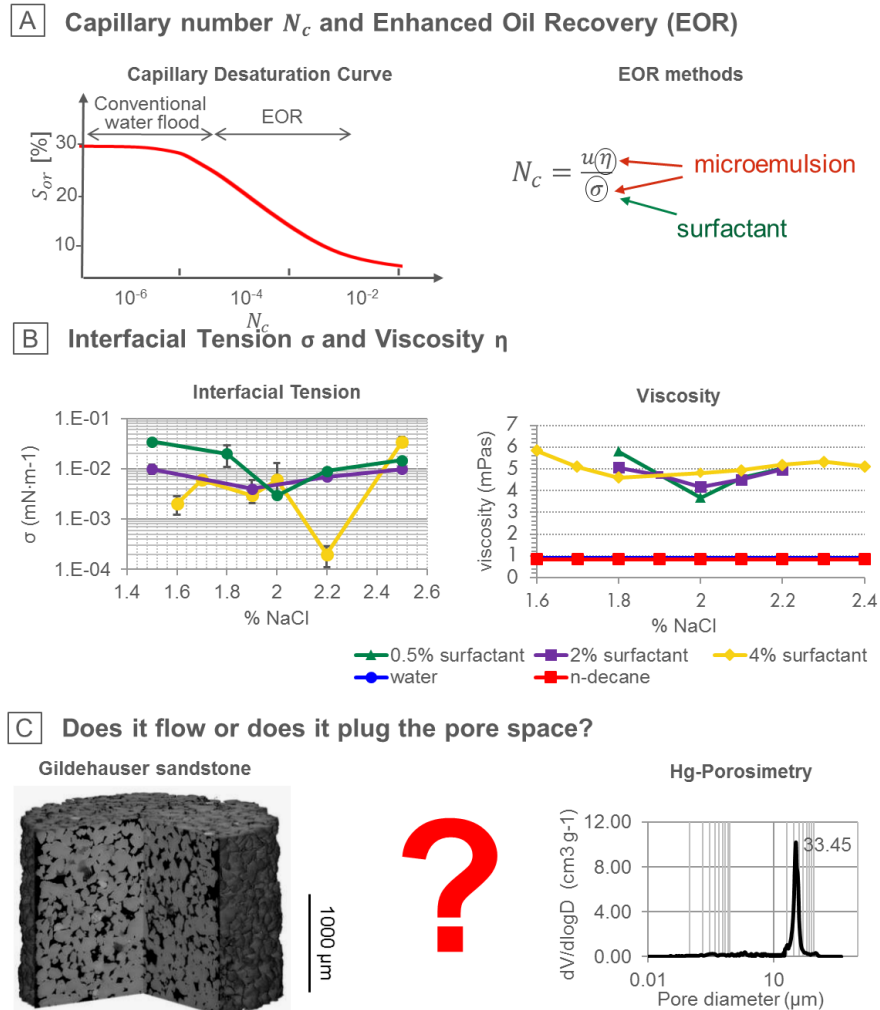 A Capillary number N_c and Enhanced Oil Recovery (EOR)
Capillary Desaturation Curve
EOR methods
Conventional
water flood
EOR
S_or [%]
30
20
10
10^-6
10^-4
10^-2
N_c
N_c = uη/σ
microemulsion
surfactant
B Interfacial Tension σ and Viscosity η
Interfacial Tension
σ (mN·m-1)
1.E-01
1.E-02
1.E-03
1.E-04
1.4 1.6 1.8 2 2.2 2.4 2.6
% NaCl
Viscosity
viscosity (mPas)
7
6
5
4
3
2
1
0
1.6 1.8 2 2.2 2.4
% NaCl
0.5% surfactant 2% surfactant 4% surfactant
water n-decane
C Does it flow or does it plug the pore space?
Gildehauser sandstone
1000 µm
?
Hg-Porosimetry
dV/dlogD (cm3 g-1)
12.00
8.00
4.00
0.00
33.45
0.01 10
Pore diameter (µm)